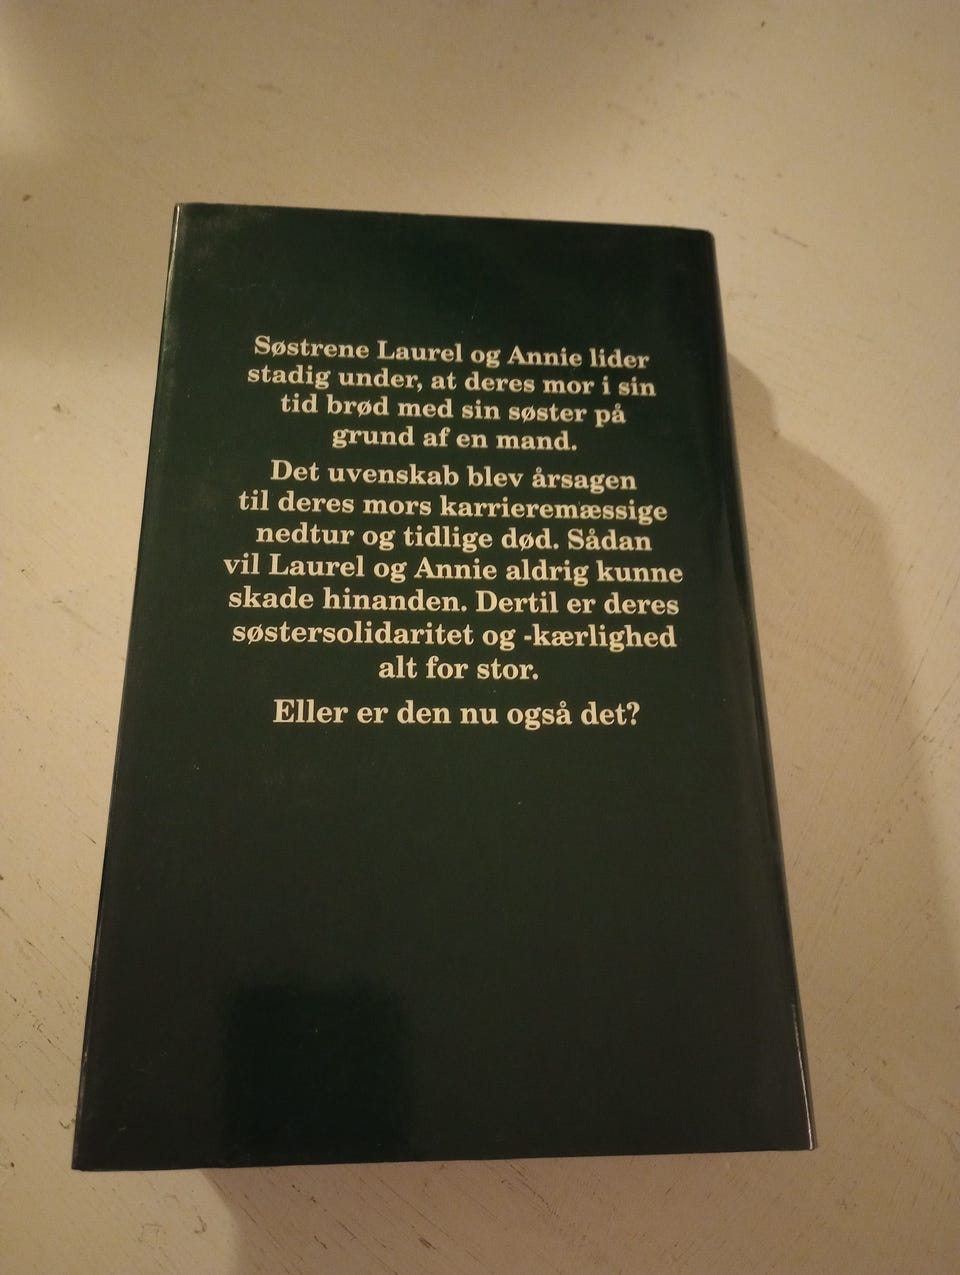 Søstrene Laurel og Annie lider
stadig under, at deres mor i sin
tid brød med sin søster på
grund af en mand.
Det uvenskab blev årsagen
til deres mors karrieremæssige
nedtur og tidlige død. Sådan
vil Laurel og Annie aldrig kunne
skade hinanden. Dertil er deres
søstersolidaritet og -kærlighed
alt for stor.
Eller er den nu også det?